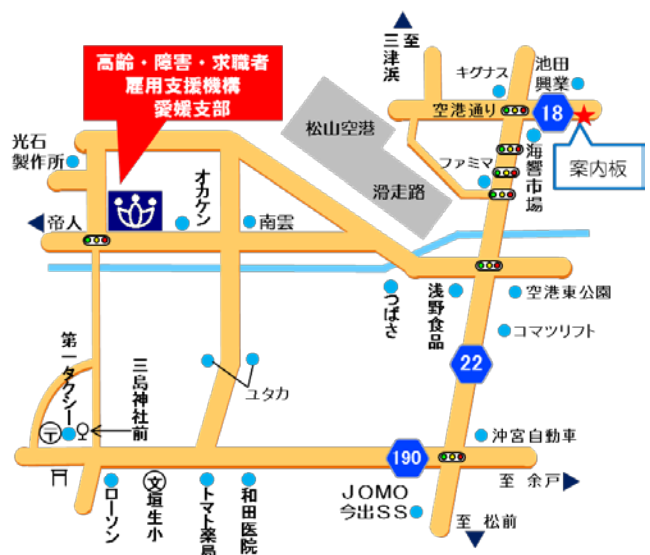 至
三津浜
高齢・障害・求職者
雇用支援機構
愛媛支部
キグナス
池田
興業
空港通り
18
松山空港
滑走路
光石
製作所
オカケン
ファミマ
海響市場
案内板
帝人
南雲
つばさ
浅野食品
空港東公園
コマツリフト
22
第一タクシー
三島神社前
ユタカ
〒
190
沖宮自動車
至 余戸
ローソン
文
垣生小
トマト薬局
和田医院
JOMO
今出SS
至 松前